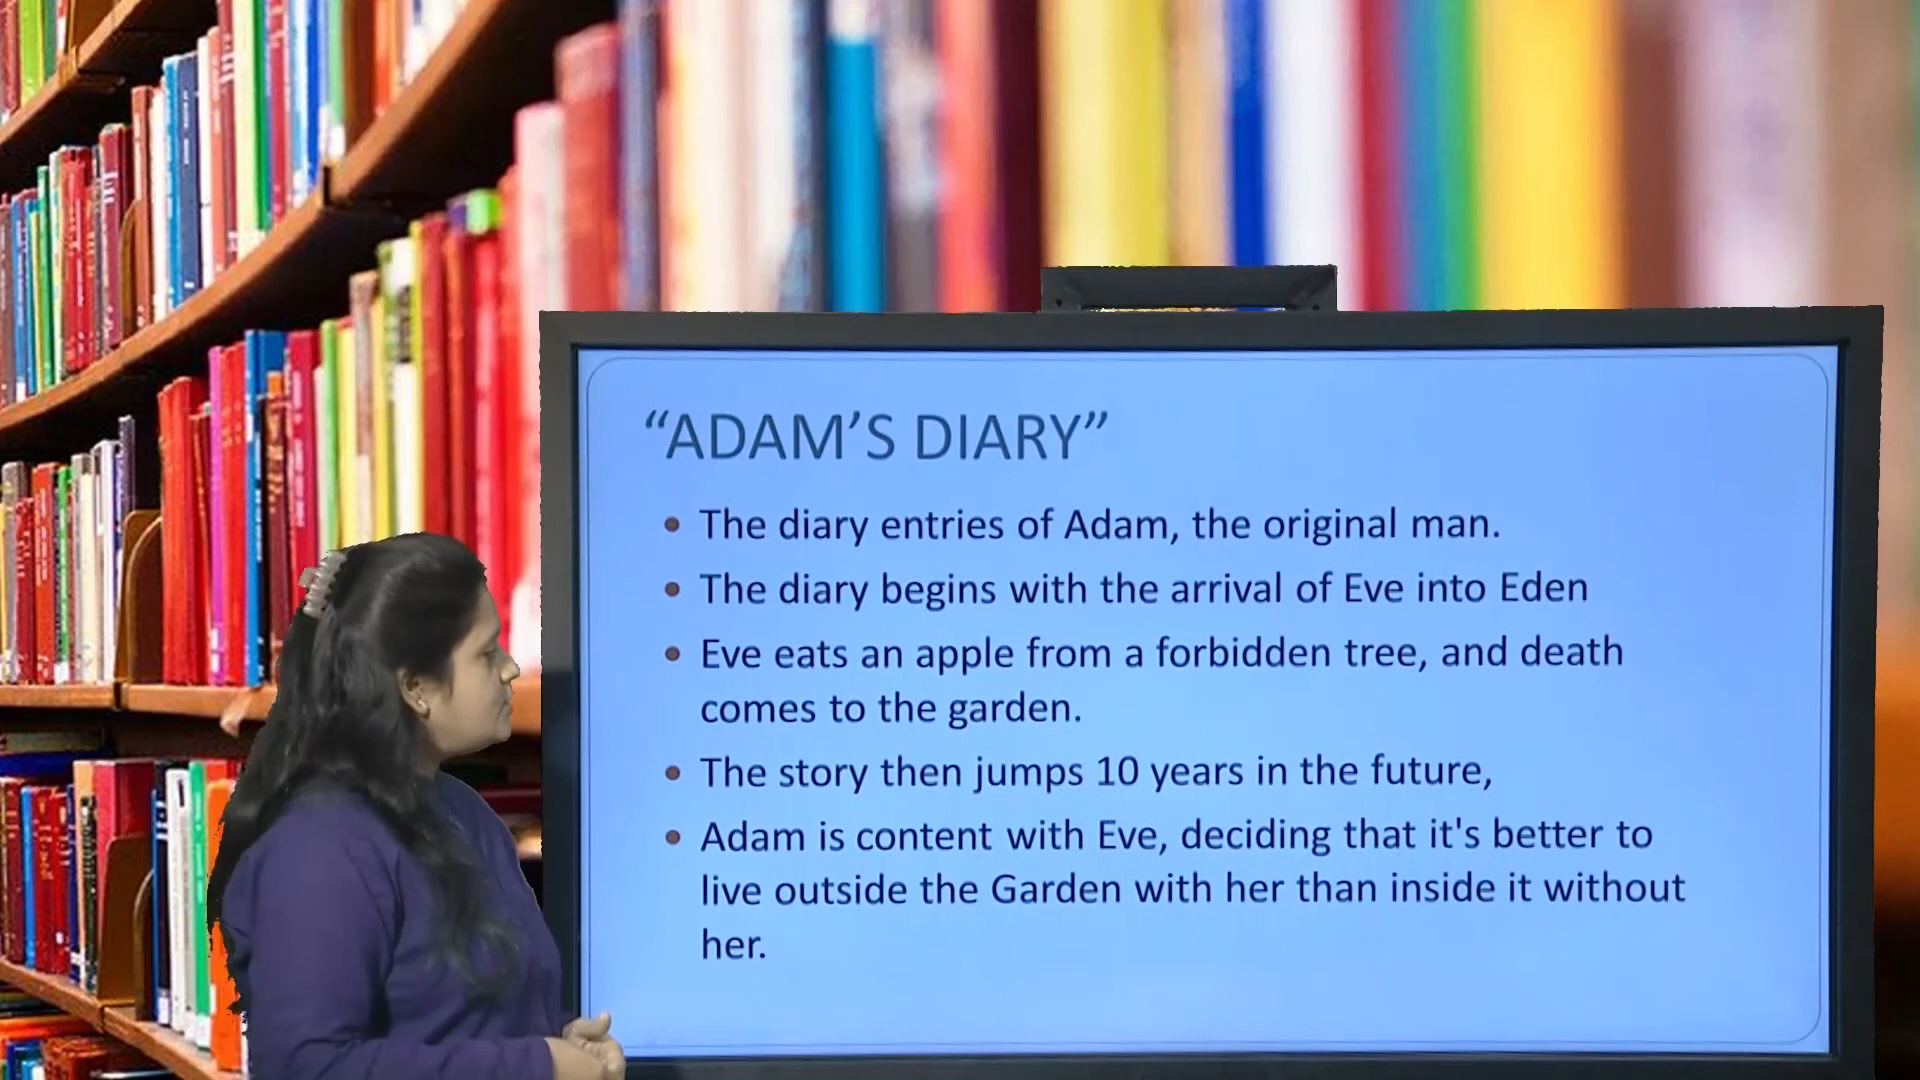 “ADAM’S DIARY”
• The diary entries of Adam, the original man.
• The diary begins with the arrival of Eve into Eden
• Eve eats an apple from a forbidden tree, and death
comes to the garden.
• The story then jumps 10 years in the future,
• Adam is content with Eve, deciding that it's better to
live outside the Garden with her than inside it without
her.